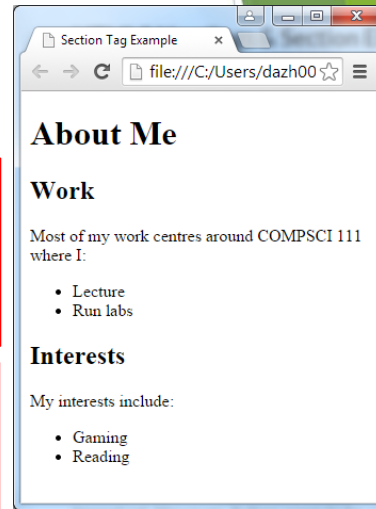 Section Tag Example
file:///C:/Users/dazh00
About Me
Work
Most of my work centres around COMPSCI 111
where I:
• Lecture
• Run labs
Interests
My interests include:
• Gaming
• Reading